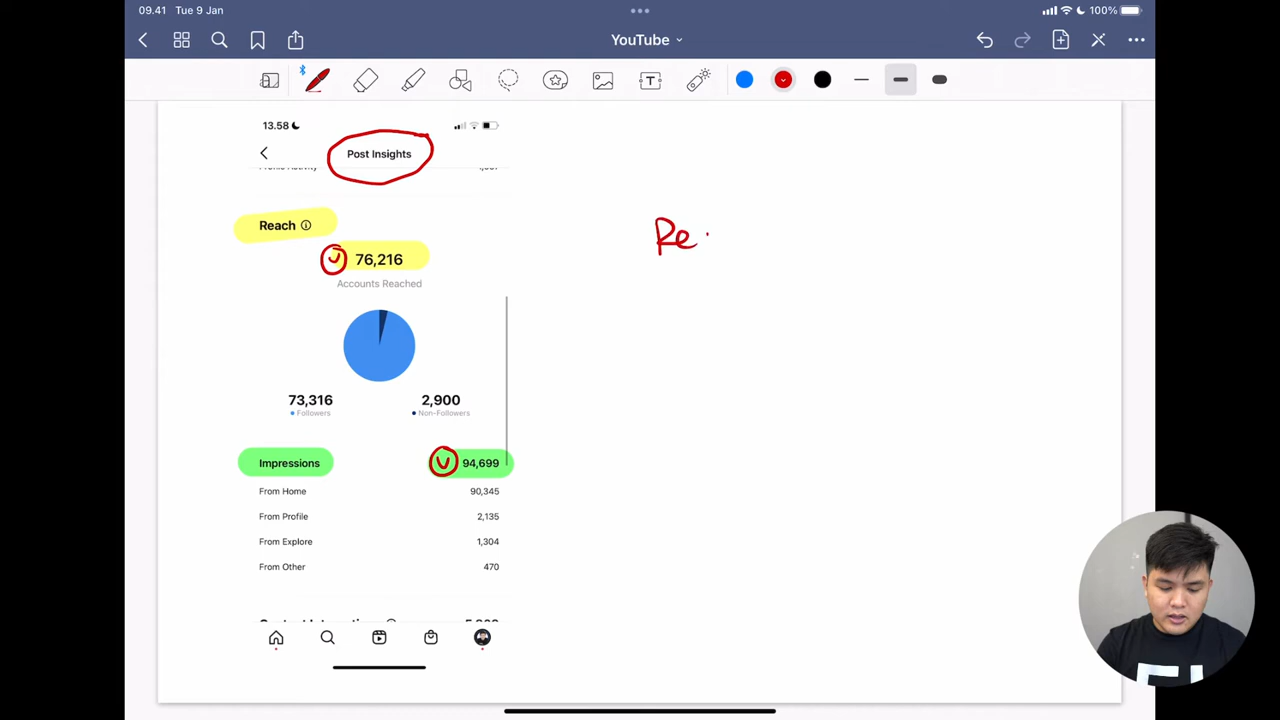 09.41 Tue 9 Jan
100%
YouTube
T
13.58
Post Insights
Reach
76,216
Accounts Reached
73,316
Followers
2,900
Non-Followers
Impressions 94,699
From Home 90,345
From Profile 2,135
From Explore 1,304
From Other 470
Re